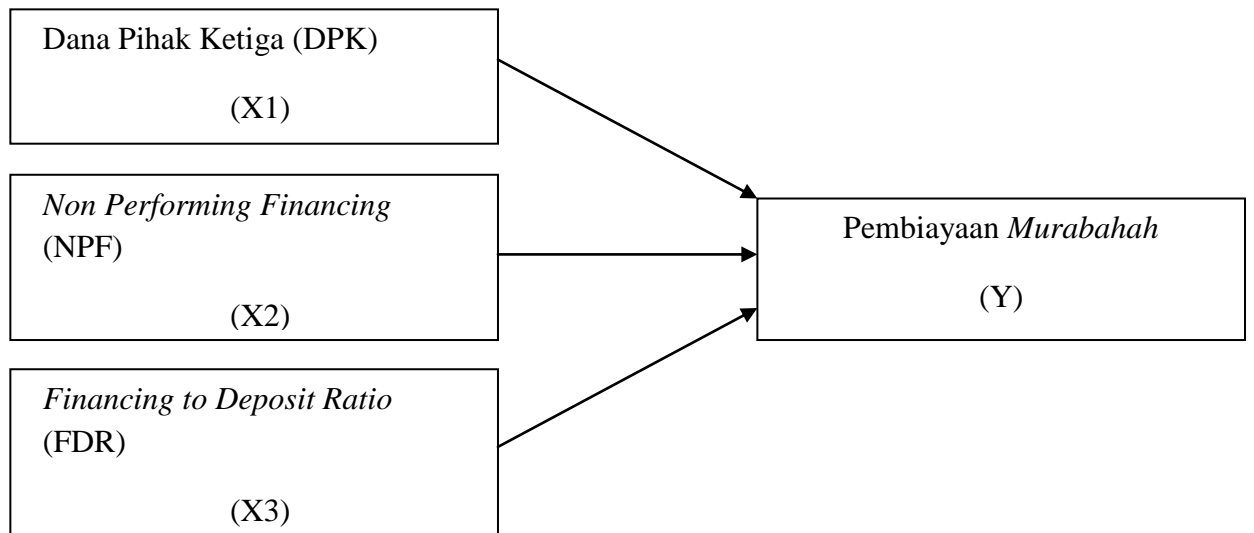 Dana Pihak Ketiga (DPK)
(X1)
Non Performing Financing
(NPF)
(X2)
Financing to Deposit Ratio
(FDR)
(X3)
Pembiayaan Murabahah
(Y)